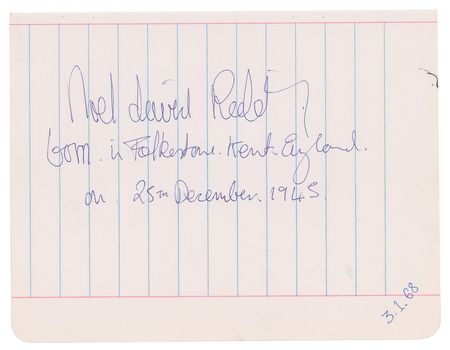 Noel david Redding
born. in Folkestone. Kent. England.
on. 25TH December. 1945.
3.1.68